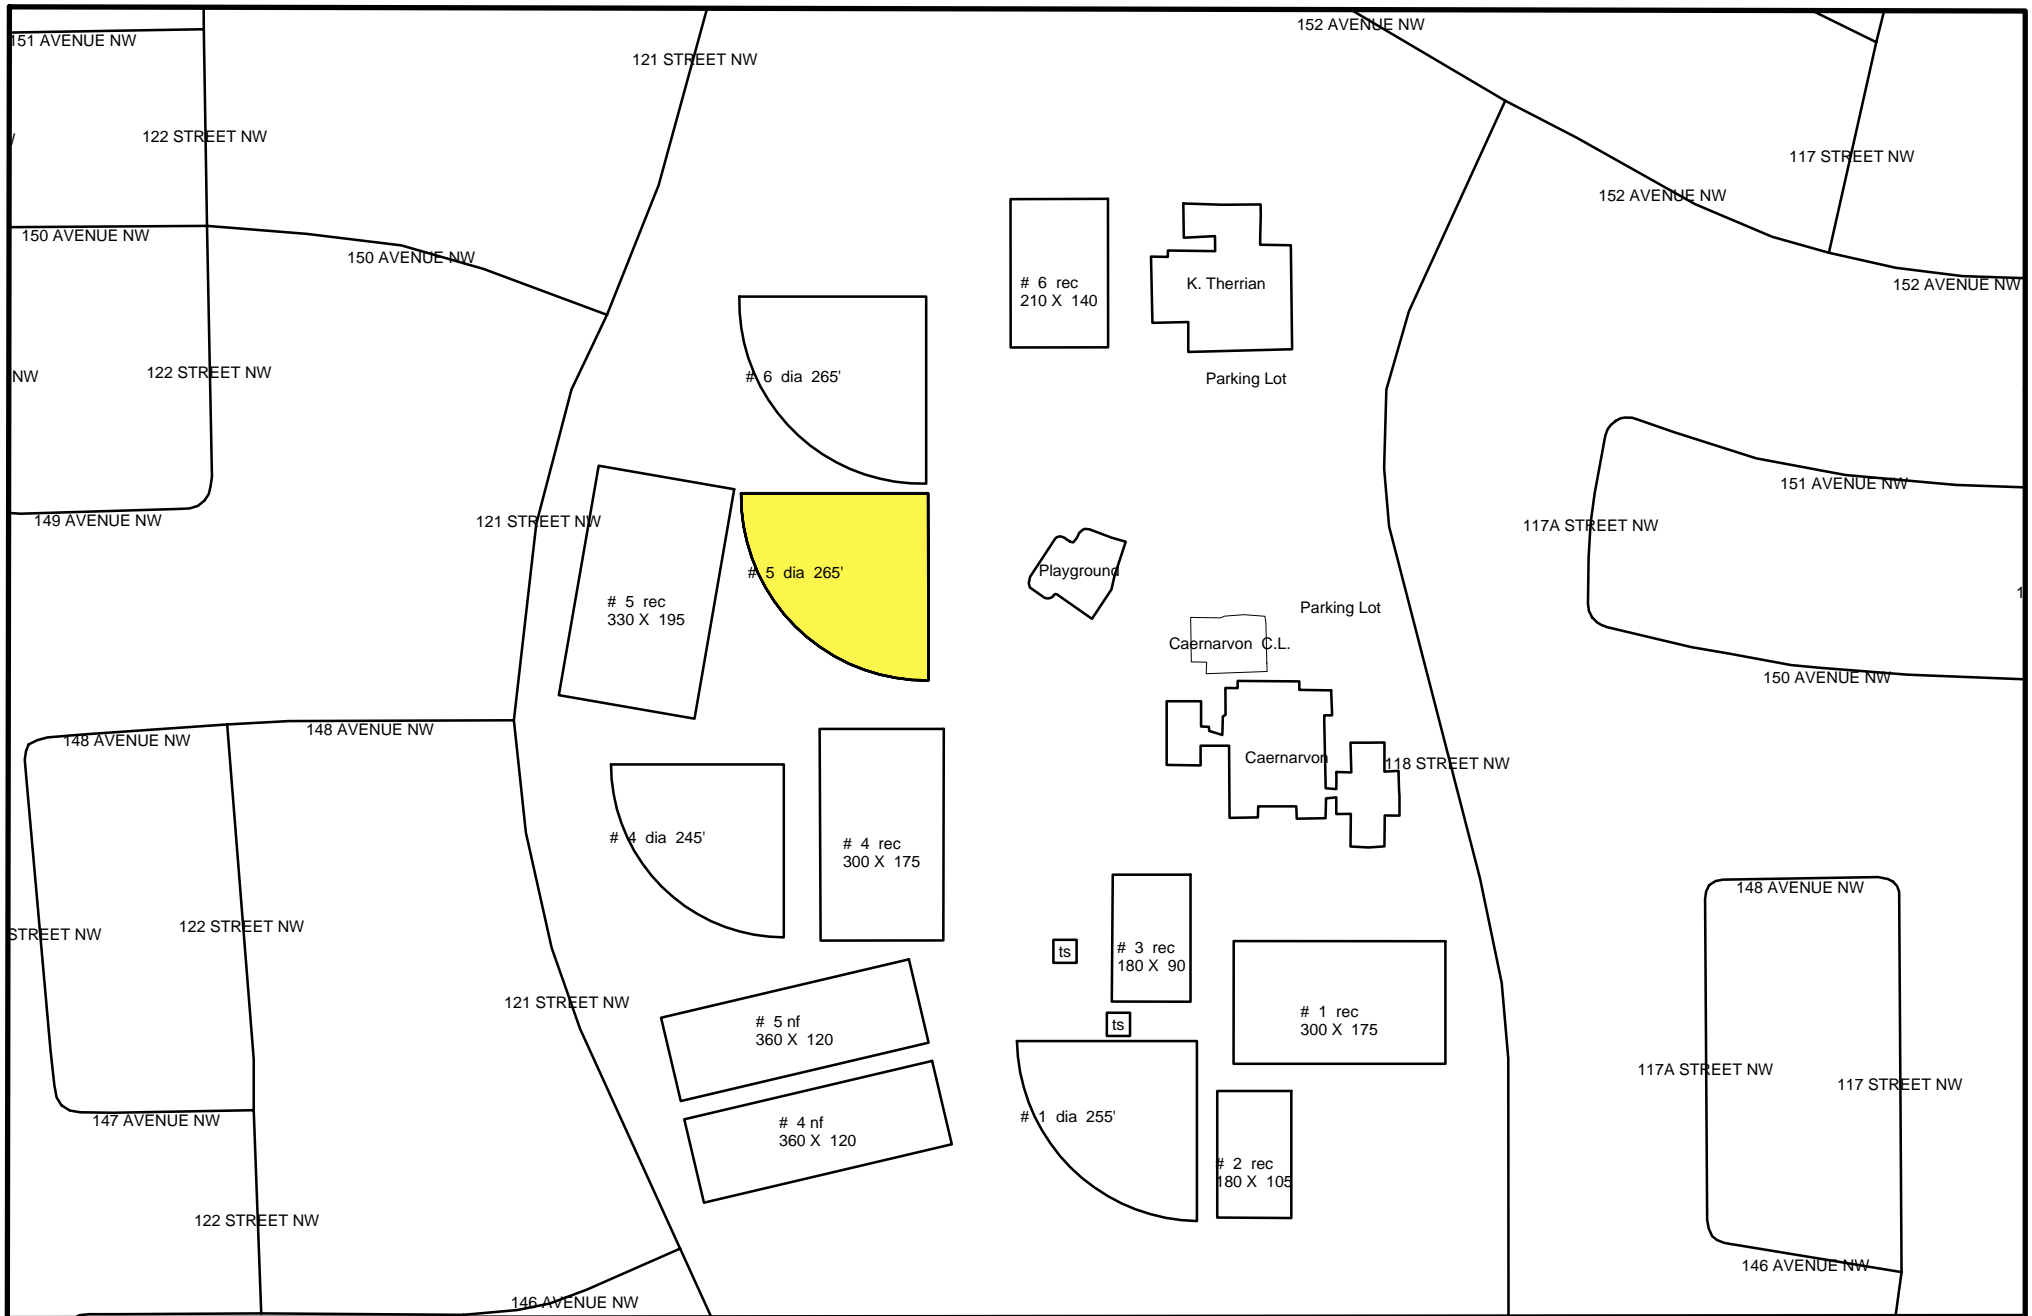 151 AVENUE NW
121 STREET NW
152 AVENUE NW
122 STREET NW
117 STREET NW
152 AVENUE NW
150 AVENUE NW
150 AVENUE NW
# 6 rec
210 X 140
K. Therrian
152 AVENUE NW
NW
122 STREET NW
# 6 dia 265'
Parking Lot
149 AVENUE NW
121 STREET NW
151 AVENUE NW
117A STREET NW
# 5 dia 265'
Playground
# 5 rec
330 X 195
Parking Lot
Caernarvon C.L.
150 AVENUE NW
148 AVENUE NW
148 AVENUE NW
Caernarvon
118 STREET NW
# 4 dia 245'
# 4 rec
300 X 175
148 AVENUE NW
STREET NW
122 STREET NW
ts
# 3 rec
180 X 90
121 STREET NW
# 5 nf
360 X 120
ts
# 1 rec
300 X 175
117A STREET NW
117 STREET NW
147 AVENUE NW
# 4 nf
360 X 120
# 1 dia 255'
# 2 rec
180 X 105
122 STREET NW
146 AVENUE NW
146 AVENUE NW